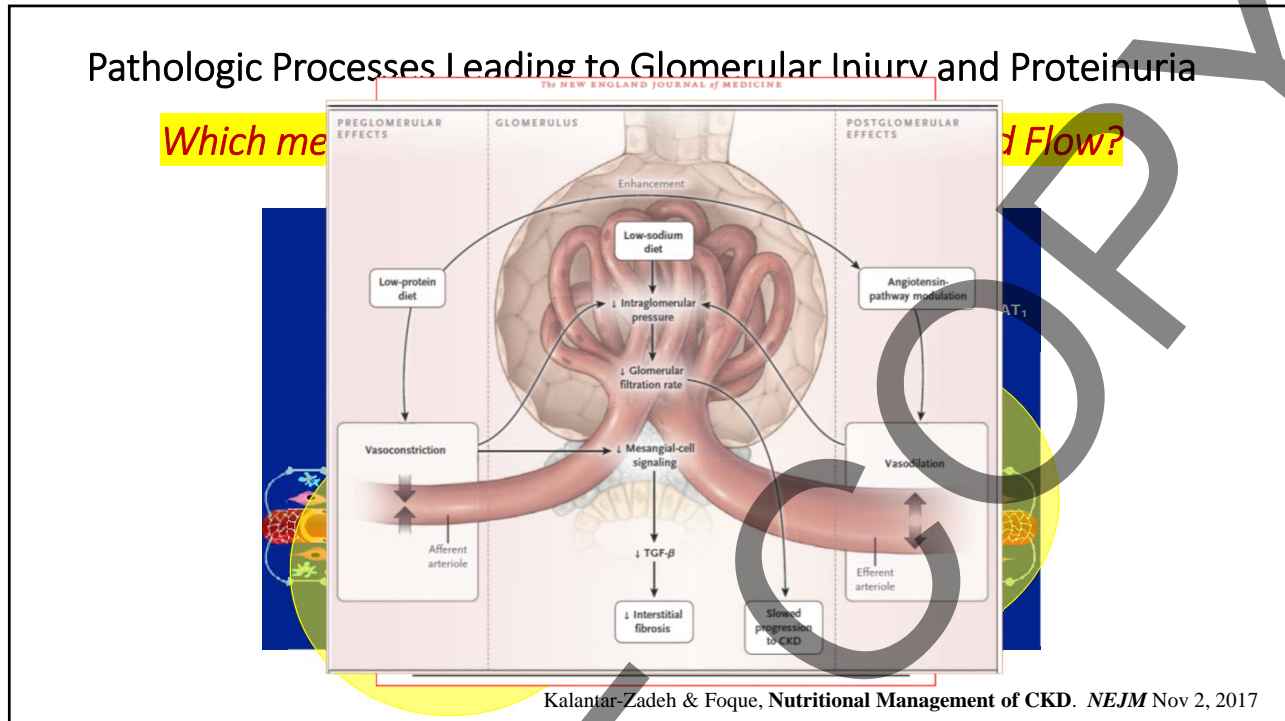 Pathologic Processes Leading to Glomerular Injury and Proteinuria
The NEW ENGLAND JOURNAL of MEDICINE
Which me
d Flow?
PREGLOMERULAR
EFFECTS
GLOMERULUS
POSTGLOMERULAR
EFFECTS
Enhancement
Low-sodium
diet
Low-protein
diet
Angiotensin-
pathway modulation
↓ Intraglomerular
pressure
AT₁
↓ Glomerular
filtration rate
Vasoconstriction
↓ Mesangial-cell
signaling
Vasodilation
Afferent
arteriole
↓ TGF-β
Efferent
arteriole
↓ Interstitial
fibrosis
Slowed
progression
to CKD
Kalantar-Zadeh & Foque, Nutritional Management of CKD. NEJM Nov 2, 2017
COPY